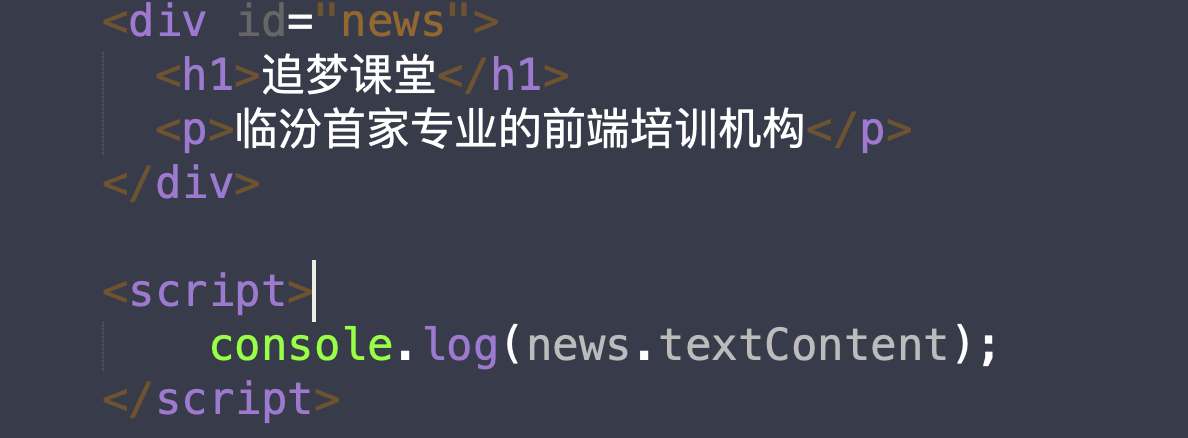 <div id="news">
<h1>追梦课堂</h1>
<p>临汾首家专业的前端培训机构</p>
</div>
<script>
console.log(news.textContent);
</script>